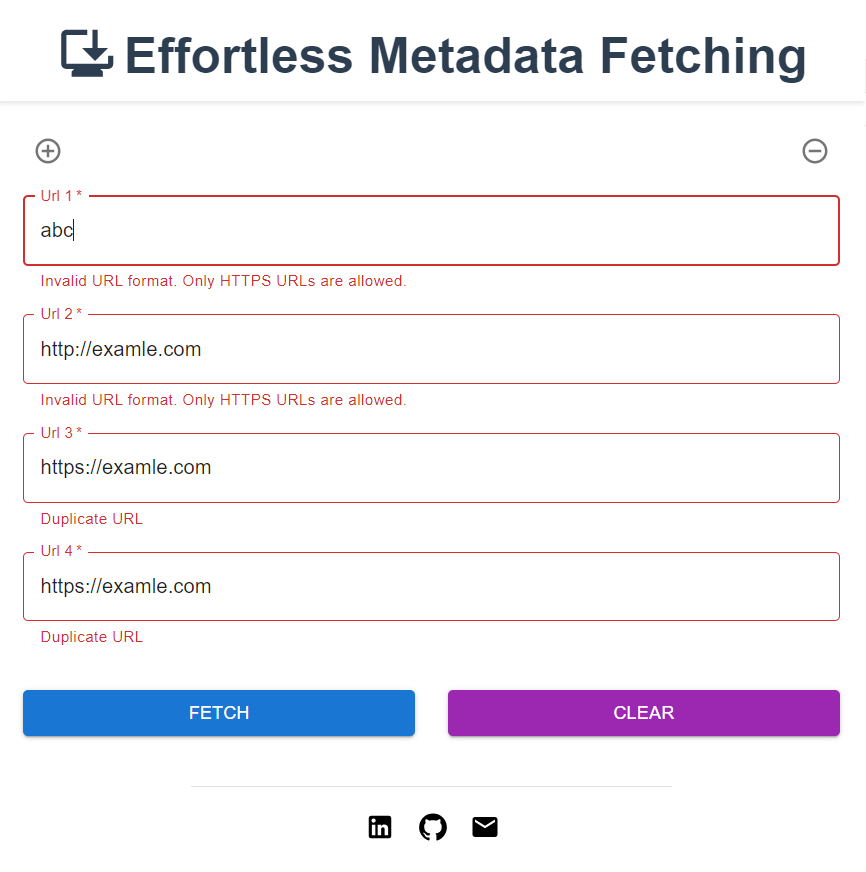 Effortless Metadata Fetching
Url 1 *
abc
Invalid URL format. Only HTTPS URLs are allowed.
Url 2 *
http://examle.com
Invalid URL format. Only HTTPS URLs are allowed.
Url 3 *
https://examle.com
Duplicate URL
Url 4 *
https://examle.com
Duplicate URL
FETCH CLEAR